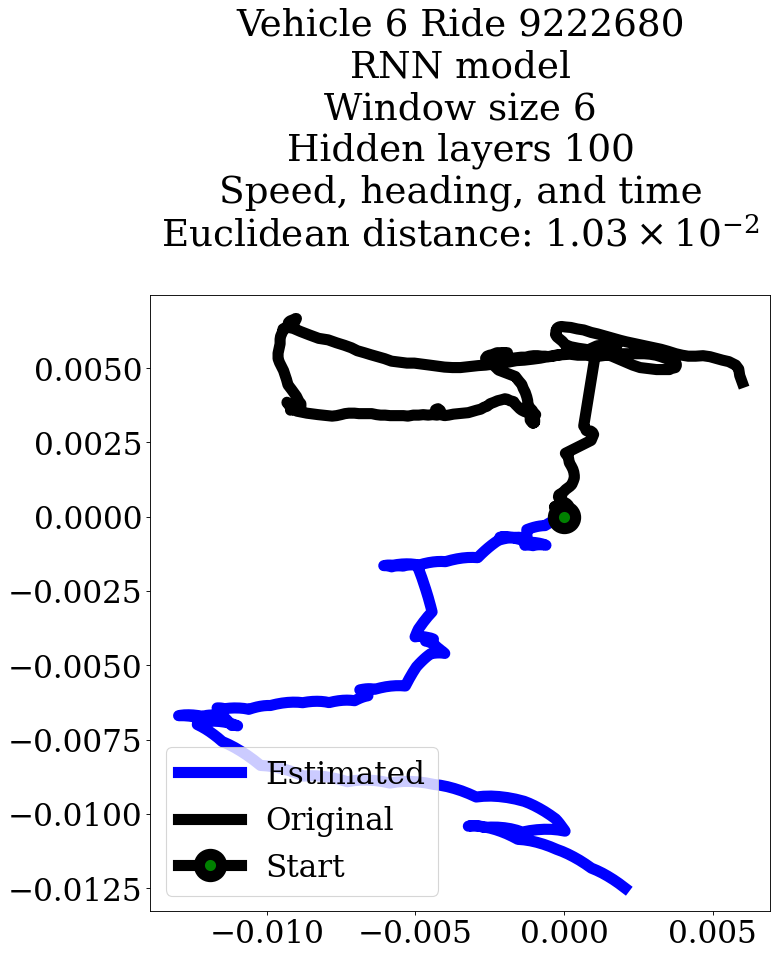 Vehicle 6 Ride 9222680
RNN model
Window size 6
Hidden layers 100
Speed, heading, and time
Euclidean distance: 1.03 × 10⁻²
0.0050
0.0025
0.0000
−0.0025
−0.0050
−0.0075
−0.0100
−0.0125
Estimated
Original
Start
−0.010 −0.005 0.000 0.005